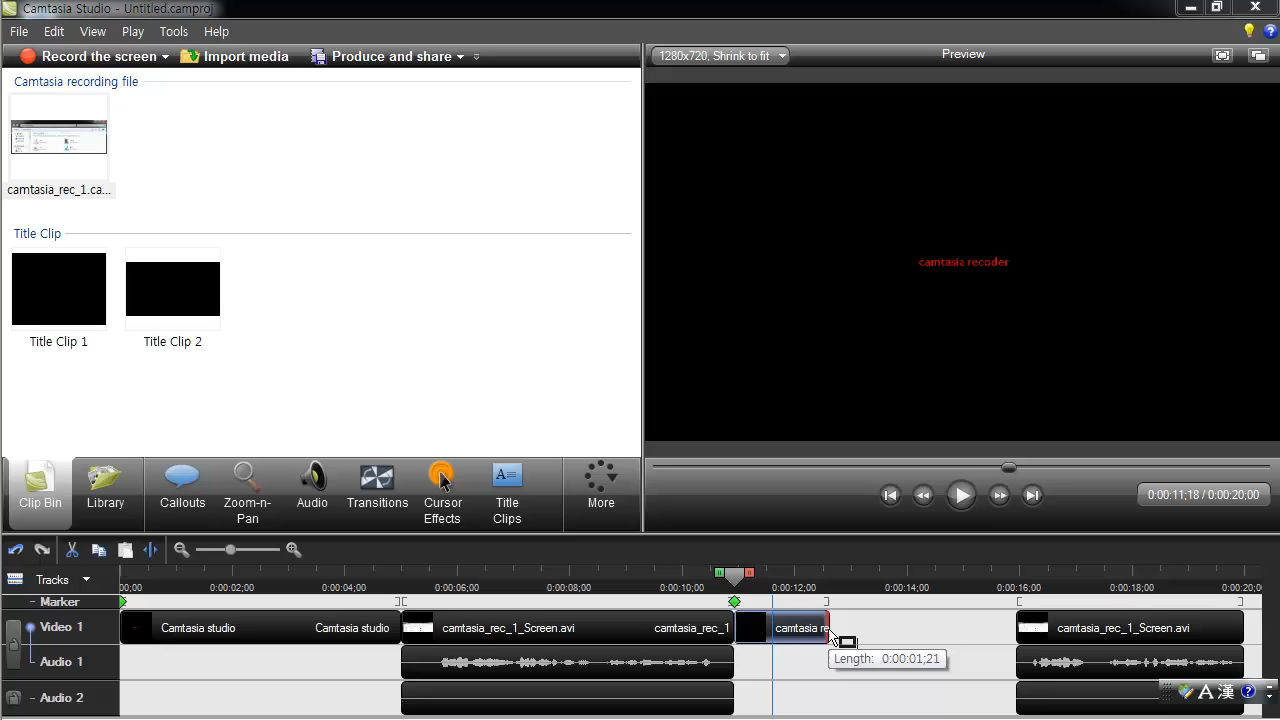 Camtasia Studio - Untitled.camproj
File Edit View Play Tools Help
Record the screen Import media Produce and share
1280x720, Shrink to fit Preview
Camtasia recording file
camtasia_rec_1.ca...
Title Clip
Title Clip 1 Title Clip 2
camtasia recoder
Clip Bin Library Callouts Zoom-n-Pan Audio Transitions Cursor Effects Title Clips More
0:00:11;18 / 0:00:20;00
Tracks 00;00 0:00:02;00 0:00:04;00 0:00:06;00 0:00:08;00 0:00:10;00 0:00:12;00 0:00:14;00 0:00:16;00 0:00:18;00 0:00:20;0
Marker
Video 1 Camtasia studio Camtasia studio camtasia_rec_1_Screen.avi camtasia_rec_1 camtasia re camtasia_rec_1_Screen.avi
Length: 0:00:01;21
Audio 1
Audio 2
A 漢